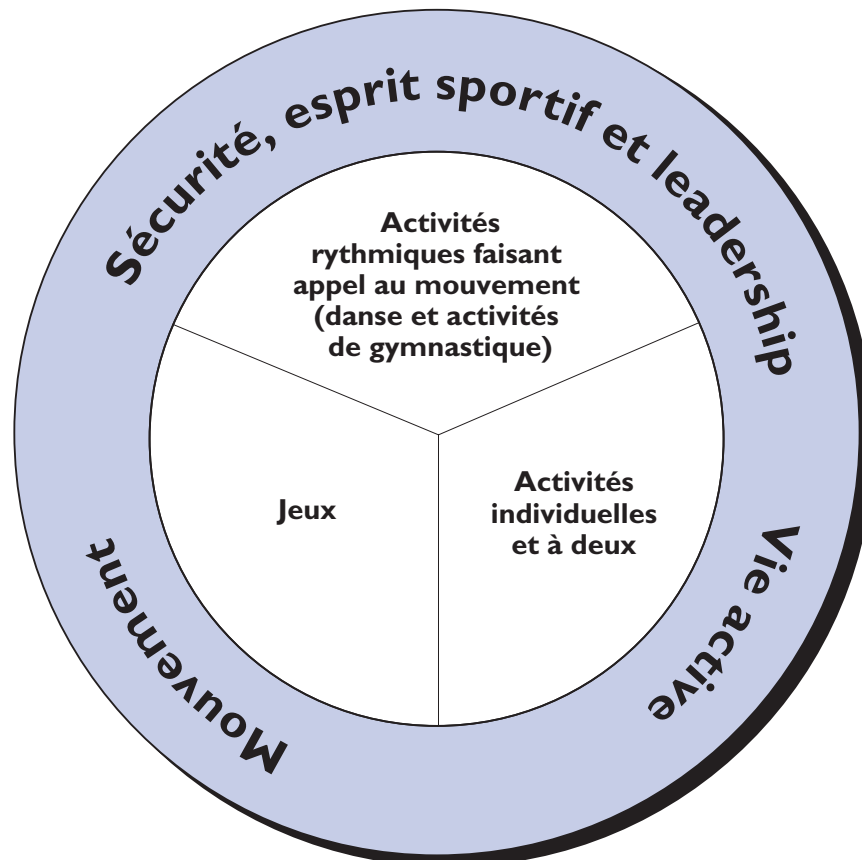 Sécurité, esprit sportif et leadership
Activités
rythmiques faisant
appel au mouvement
(danse et activités
de gymnastique)
Jeux
Activités
individuelles
et à deux
Mouvement
Vie active